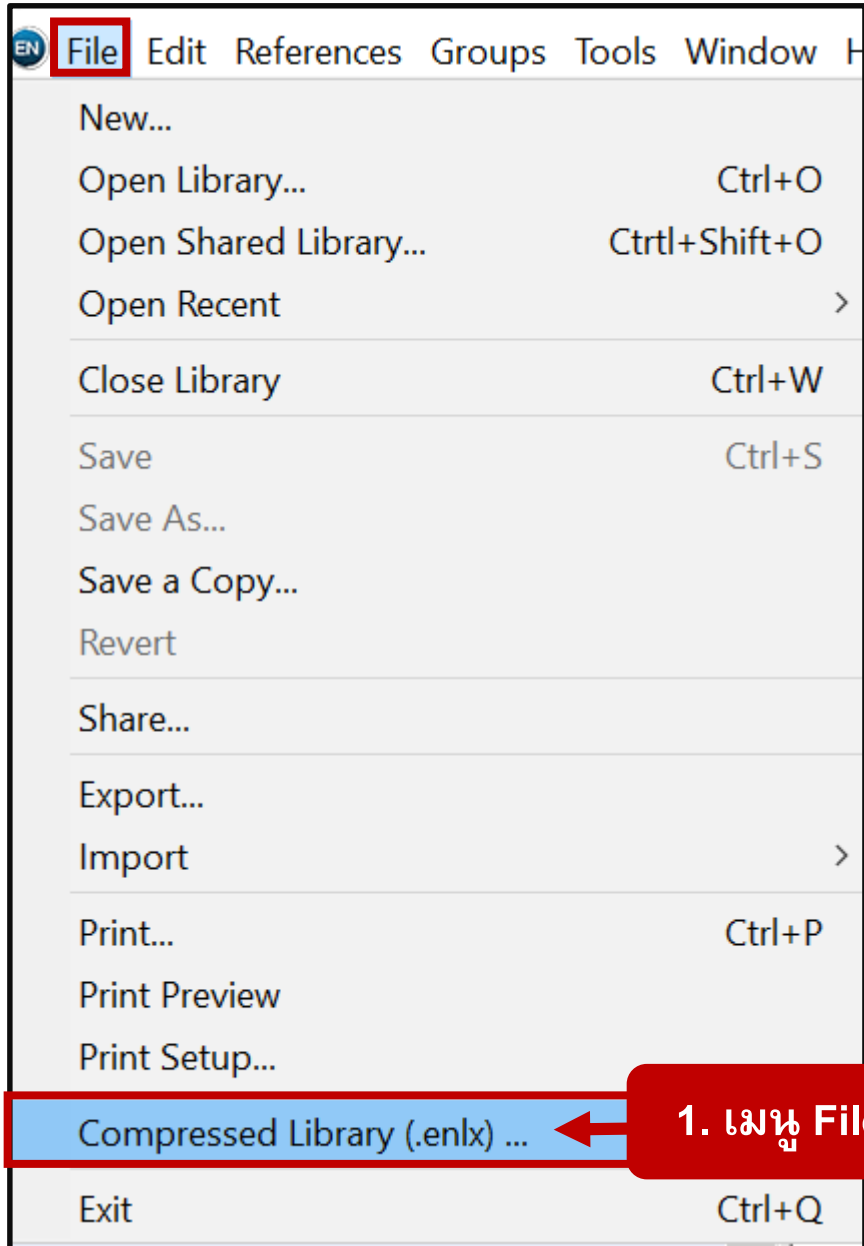 EN File Edit References Groups Tools Window H
New...
Open Library... Ctrl+O
Open Shared Library... Ctrtl+Shift+O
Open Recent >
Close Library Ctrl+W
Save Ctrl+S
Save As...
Save a Copy...
Revert
Share...
Export...
Import >
Print... Ctrl+P
Print Preview
Print Setup...
Compressed Library (.enlx) ... 1. เมนู File
Exit Ctrl+Q